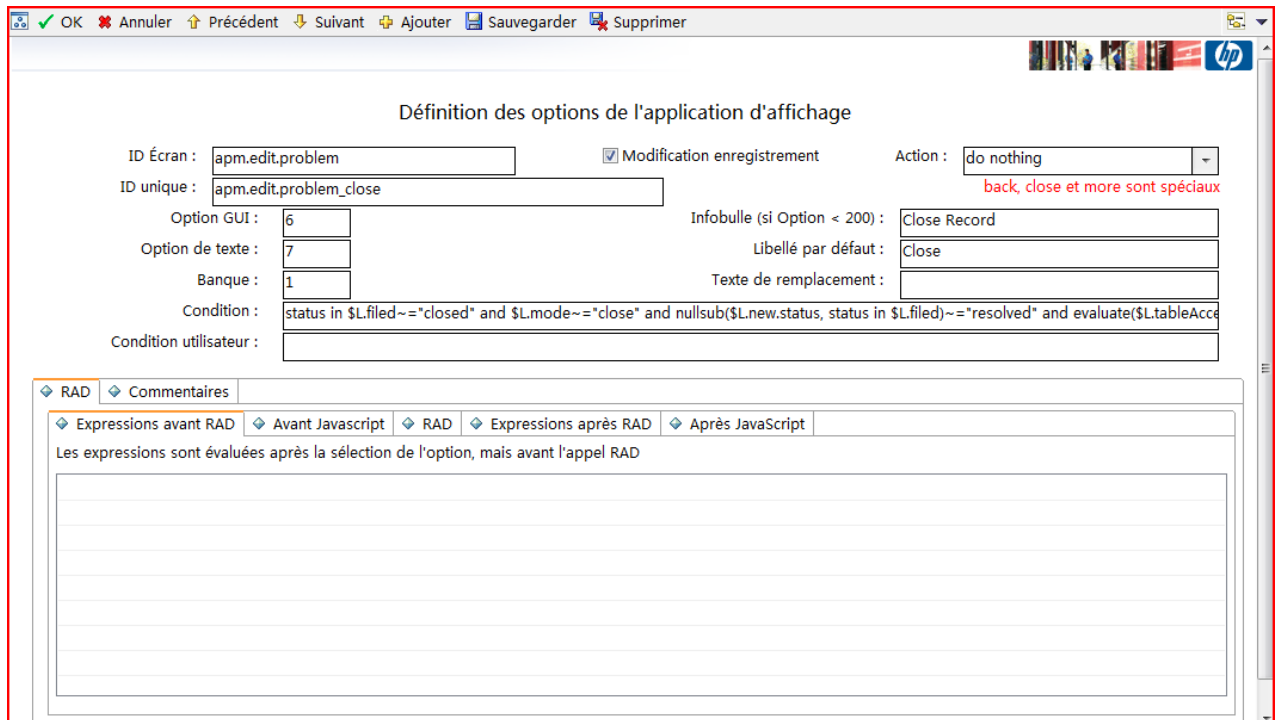 OK Annuler Précédent Suivant Ajouter Sauvegarder Supprimer
hp
Définition des options de l'application d'affichage
ID Écran : apm.edit.problem Modification enregistrement Action : do nothing
ID unique : apm.edit.problem_close back, close et more sont spéciaux
Option GUI : 6 Infobulle (si Option < 200) : Close Record
Option de texte : 7 Libellé par défaut : Close
Banque : 1 Texte de remplacement :
Condition : status in $L.filed~="closed" and $L.mode~="close" and nullsub($L.new.status, status in $L.filed)~="resolved" and evaluate($L.tableAcce
Condition utilisateur :
RAD Commentaires
Expressions avant RAD Avant Javascript RAD Expressions après RAD Après JavaScript
Les expressions sont évaluées après la sélection de l'option, mais avant l'appel RAD